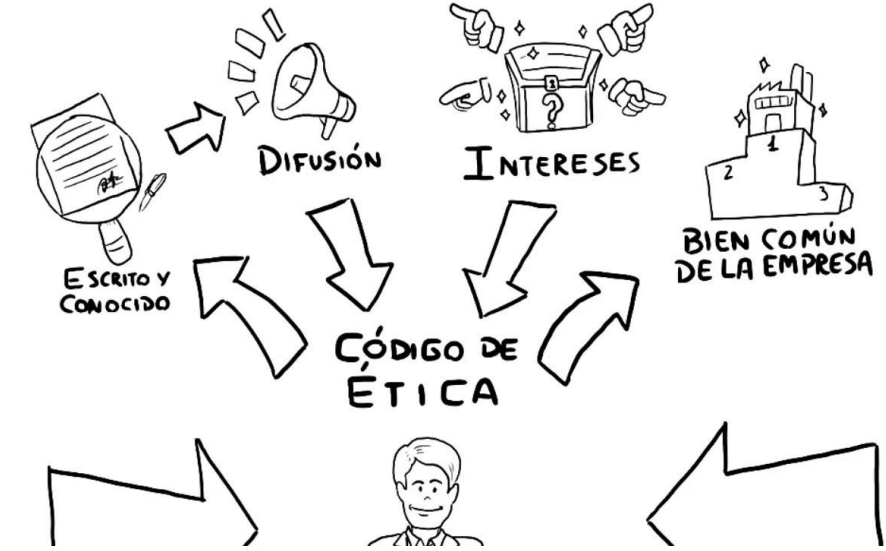 DIFUSIÓN
INTERESES
?
1
2
3
BIEN COMÚN
DE LA EMPRESA
ESCRITO Y
CONOCIDO
CÓDIGO DE
ÉTICA